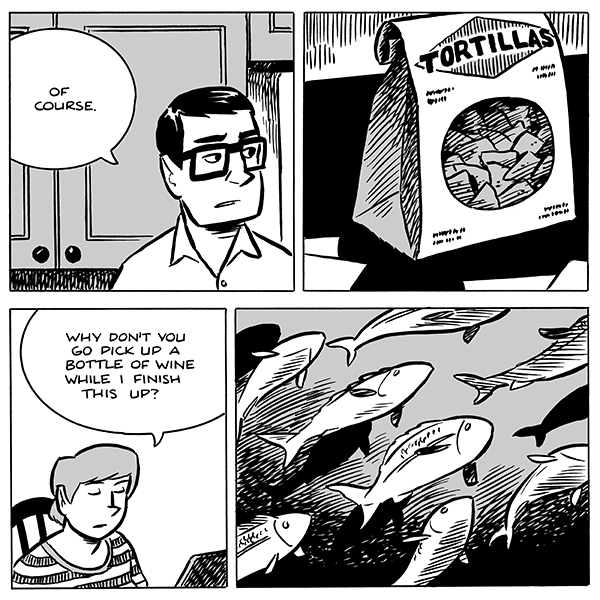 OF
COURSE.
TORTILLAS
WHY DON'T YOU
GO PICK UP A
BOTTLE OF WINE
WHILE I FINISH
THIS UP?